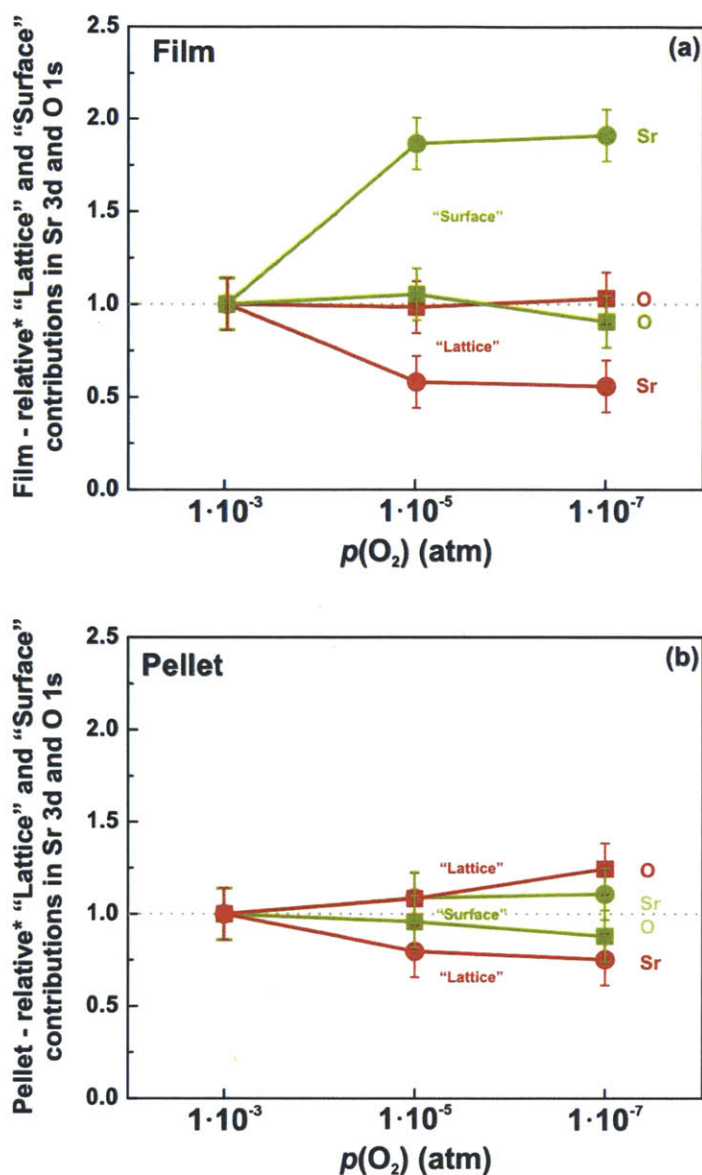 Film - relative* "Lattice" and "Surface"
contributions in Sr 3d and O 1s
Film
(a)
2.5
2.0
1.5
1.0
0.5
0.0
Sr
"Surface"
O
O
"Lattice"
Sr
1·10⁻³ 1·10⁻⁵ 1·10⁻⁷
p(O₂) (atm)
Pellet - relative* "Lattice" and "Surface"
contributions in Sr 3d and O 1s
Pellet
(b)
2.5
2.0
1.5
1.0
0.5
0.0
"Lattice"
O
Sr
"Surface"
O
Sr
"Lattice"
1·10⁻³ 1·10⁻⁵ 1·10⁻⁷
p(O₂) (atm)